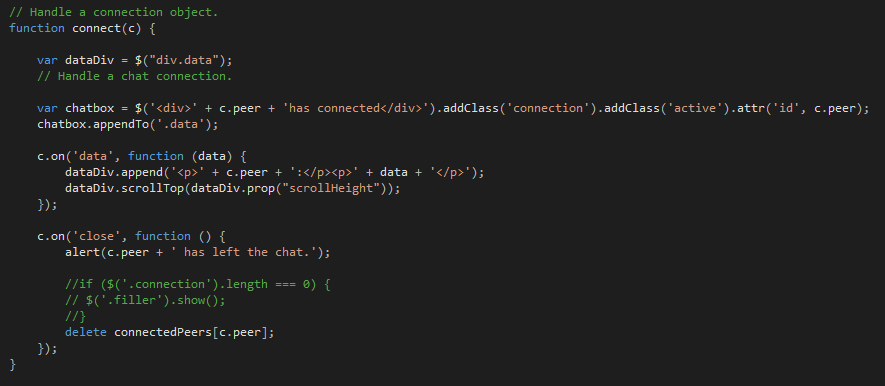 // Handle a connection object.
function connect(c) {
var dataDiv = $("div.data");
// Handle a chat connection.
var chatbox = $('<div>' + c.peer + 'has connected</div>').addClass('connection').addClass('active').attr('id', c.peer);
chatbox.appendTo('.data');
c.on('data', function (data) {
dataDiv.append('<p>' + c.peer + ':</p><p>' + data + '</p>');
dataDiv.scrollTop(dataDiv.prop("scrollHeight"));
});
c.on('close', function () {
alert(c.peer + ' has left the chat.');
//if ($('.connection').length === 0) {
// $('.filler').show();
//}
delete connectedPeers[c.peer];
});
}